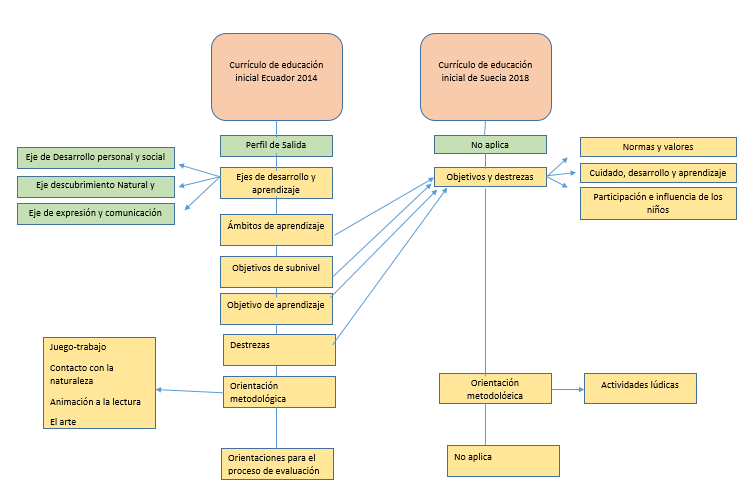 Currículo de educación
inicial Ecuador 2014
Currículo de educación
inicial de Suecia 2018
Perfil de Salida
No aplica
Normas y valores
Eje de Desarrollo personal y social
Ejes de desarrollo y
aprendizaje
Objetivos y destrezas
Cuidado, desarrollo y aprendizaje
Eje descubrimiento Natural y
Participación e influencia de los
niños
Eje de expresión y comunicación
Ámbitos de aprendizaje
Objetivos de subnivel
Objetivo de aprendizaje
Destrezas
Juego-trabajo
Contacto con la
naturaleza
Animación a la lectura
El arte
Orientación
metodológica
Orientación
metodológica
Actividades lúdicas
Orientaciones para el
proceso de evaluación
No aplica